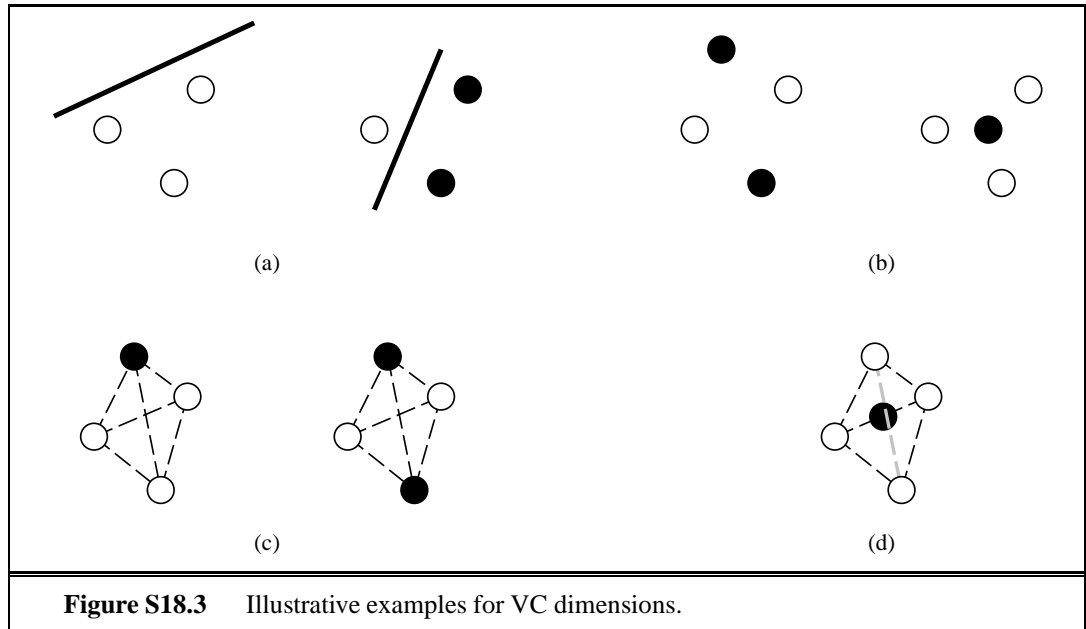 (a)
(b)
(c)
(d)
Figure S18.3 Illustrative examples for VC dimensions.